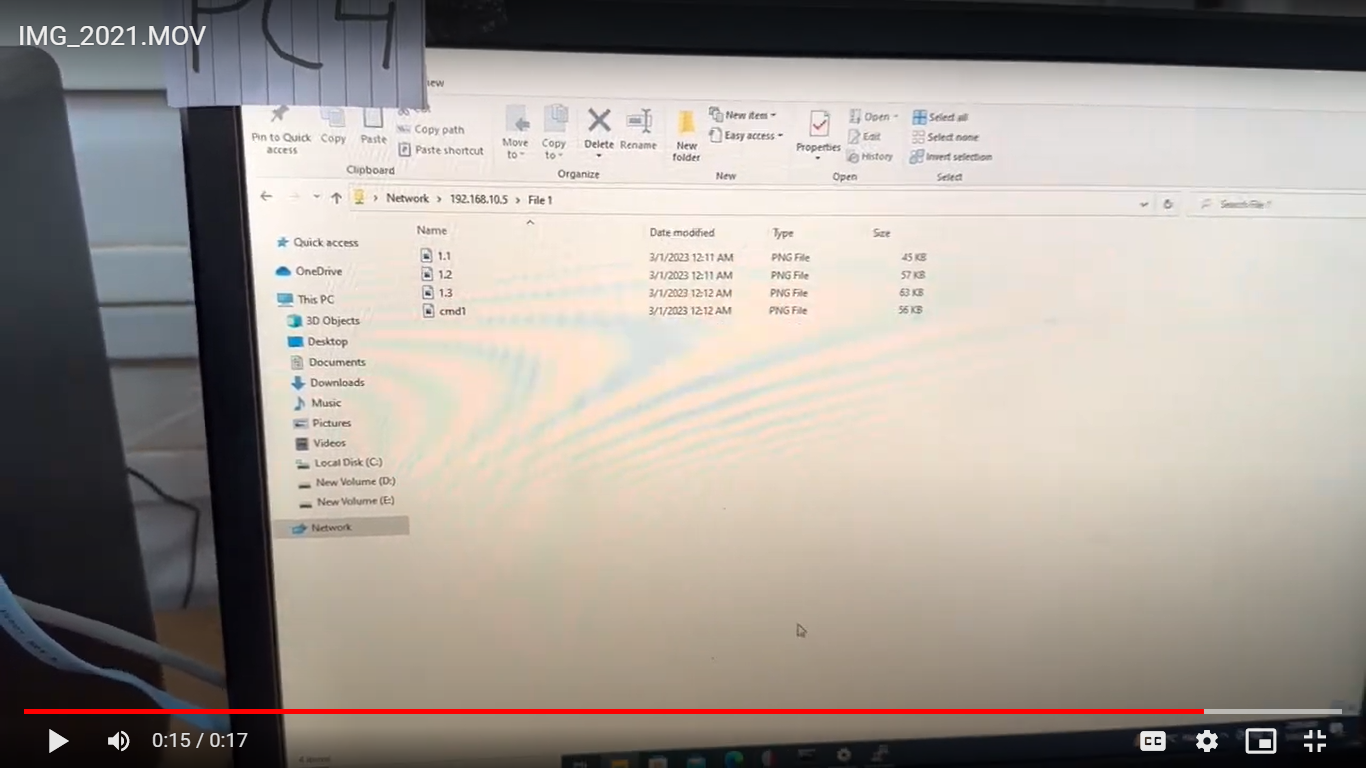 IMG_2021.MOV
PC4
Pin to Quick access
Copy
Paste
Copy path
Paste shortcut
Clipboard
Move to
Copy to
Delete
Rename
Organize
New folder
New item
Easy access
New
Properties
Open
Edit
History
Open
Select all
Select none
Invert selection
Select
Network > 192.168.10.5 > File 1
Search File 1
Name Date modified Type Size
1.1 3/1/2023 12:11 AM PNG File 45 KB
1.2 3/1/2023 12:11 AM PNG File 57 KB
1.3 3/1/2023 12:12 AM PNG File 63 KB
cmd1 3/1/2023 12:12 AM PNG File 56 KB
Quick access
OneDrive
This PC
3D Objects
Desktop
Documents
Downloads
Music
Pictures
Videos
Local Disk (C:)
New Volume (D:)
New Volume (E:)
Network
0:15 / 0:17
CC